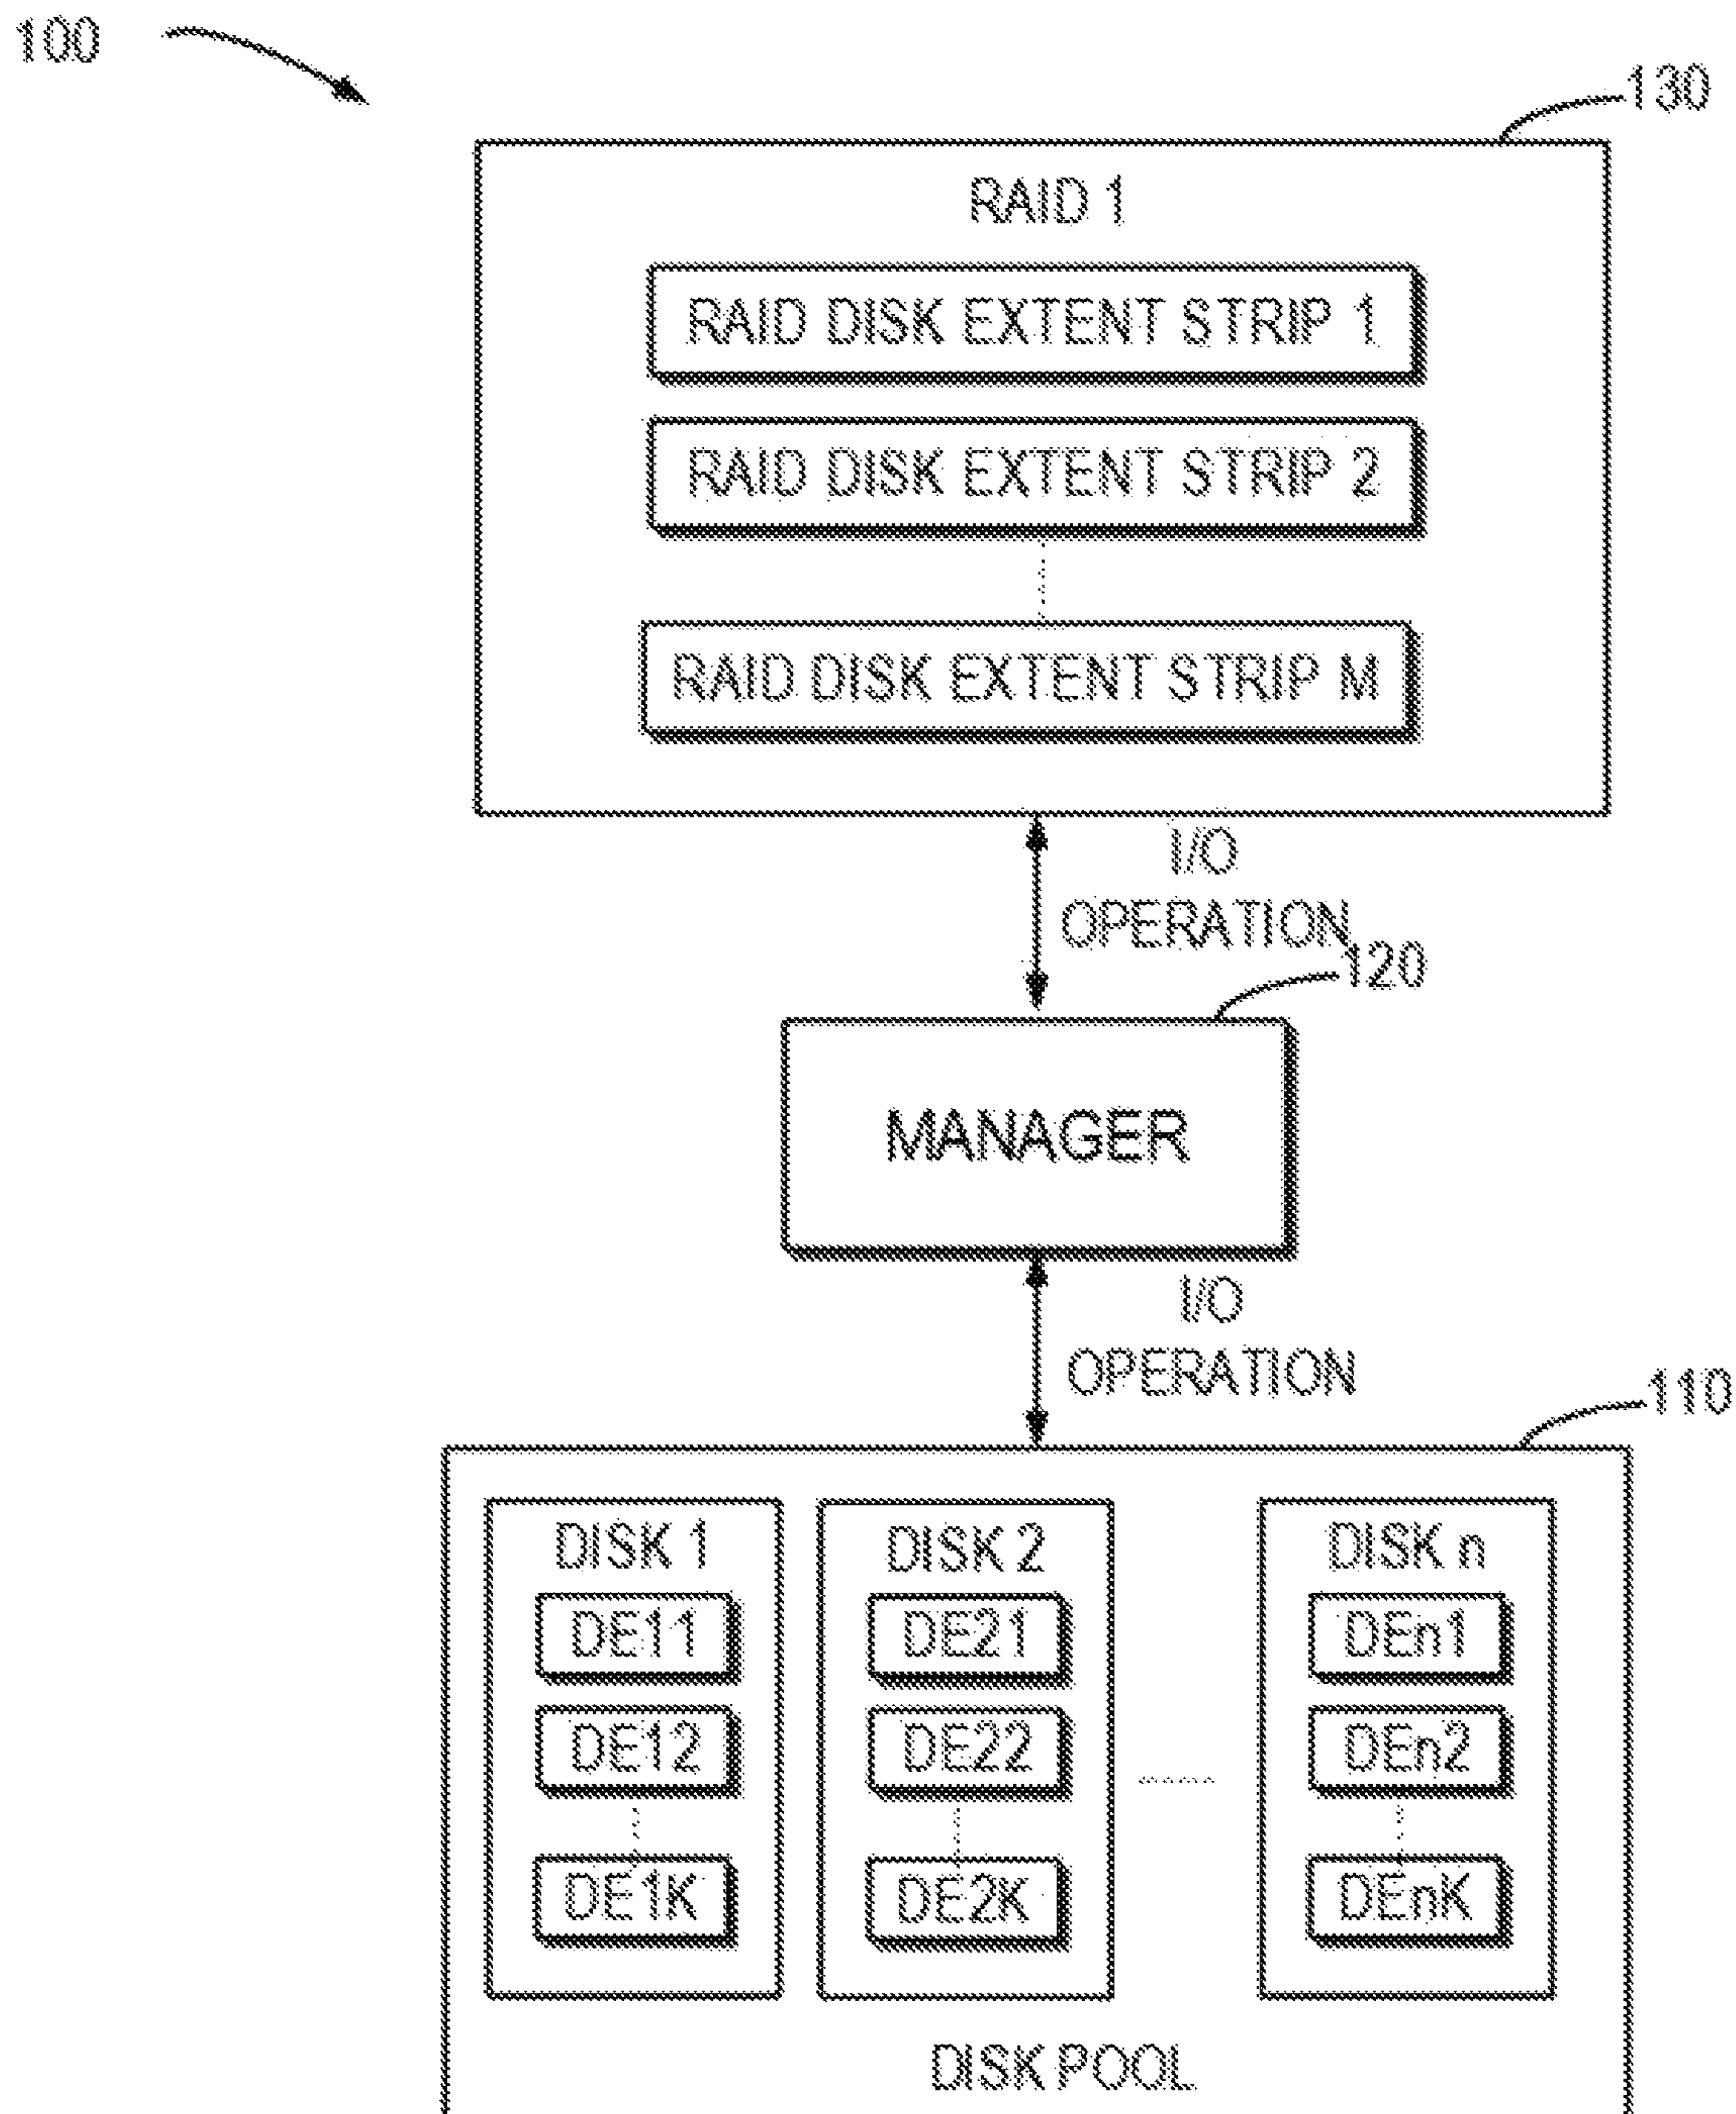 100
130
RAID 1
RAID DISK EXTENT STRIP 1
RAID DISK EXTENT STRIP 2
RAID DISK EXTENT STRIP M
I/O
OPERATION
120
MANAGER
I/O
OPERATION
110
DISK 1
DISK 2
DISK n
DE11
DE21
DEn1
DE12
DE22
DEn2
DE1K
DE2K
DEnK
DISK POOL